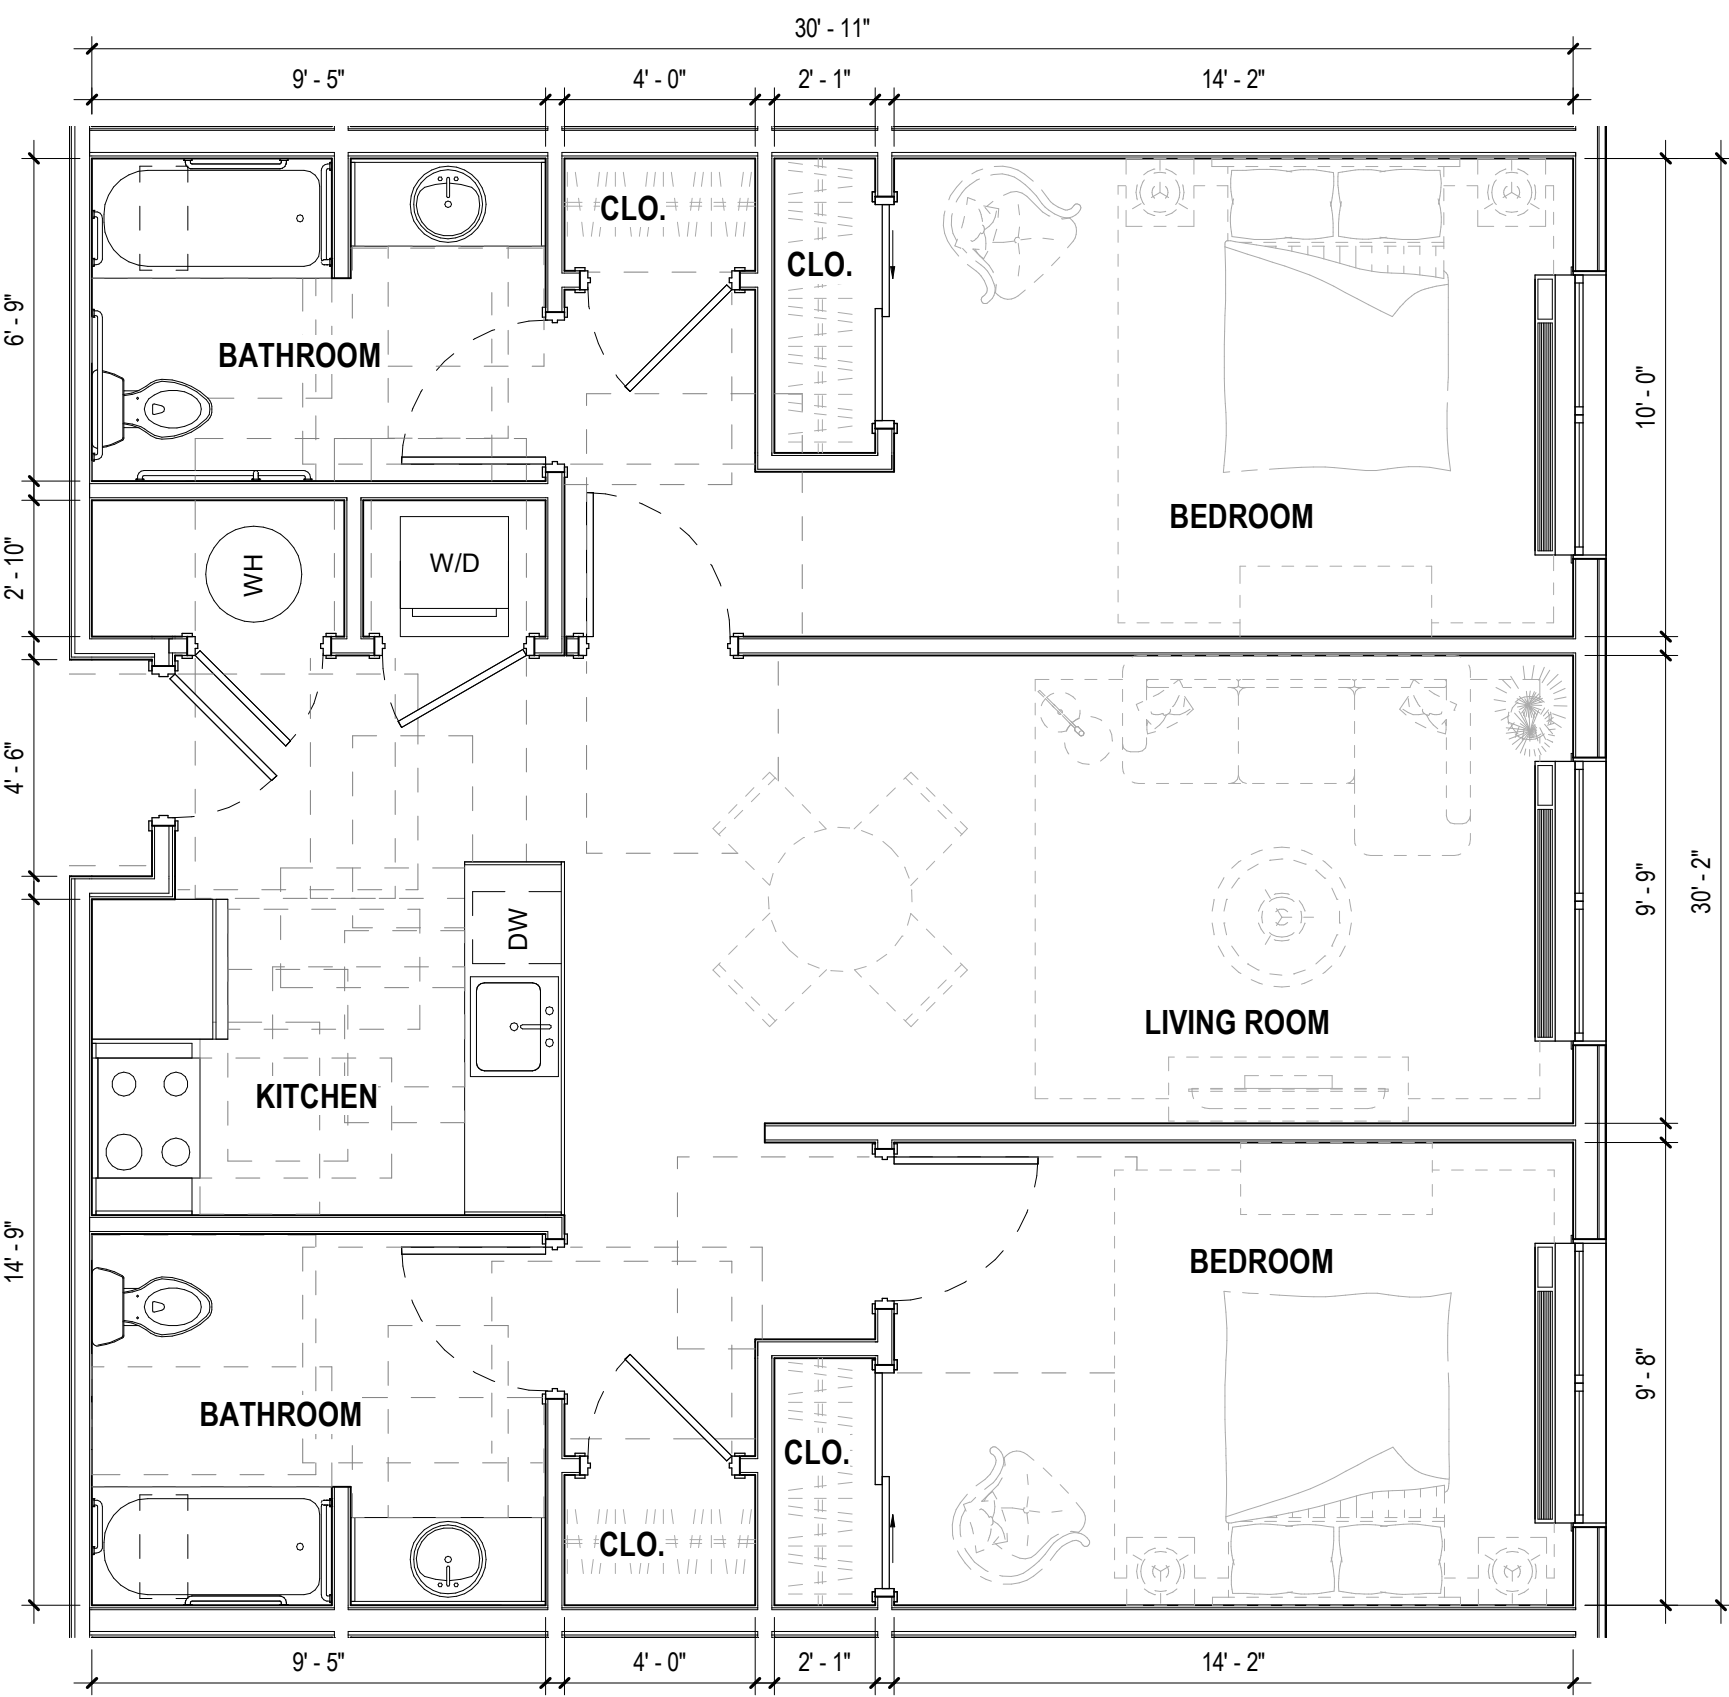 30' - 11"
9' - 5"
4' - 0"
2' - 1"
14' - 2"
CLO.
CLO.
6' - 9"
BATHROOM
10' - 0"
BEDROOM
2' - 10"
WH
W/D
4' - 6"
9' - 9"
30' - 2"
DW
LIVING ROOM
KITCHEN
14' - 9"
BEDROOM
9' - 8"
BATHROOM
CLO.
CLO.
9' - 5"
4' - 0"
2' - 1"
14' - 2"